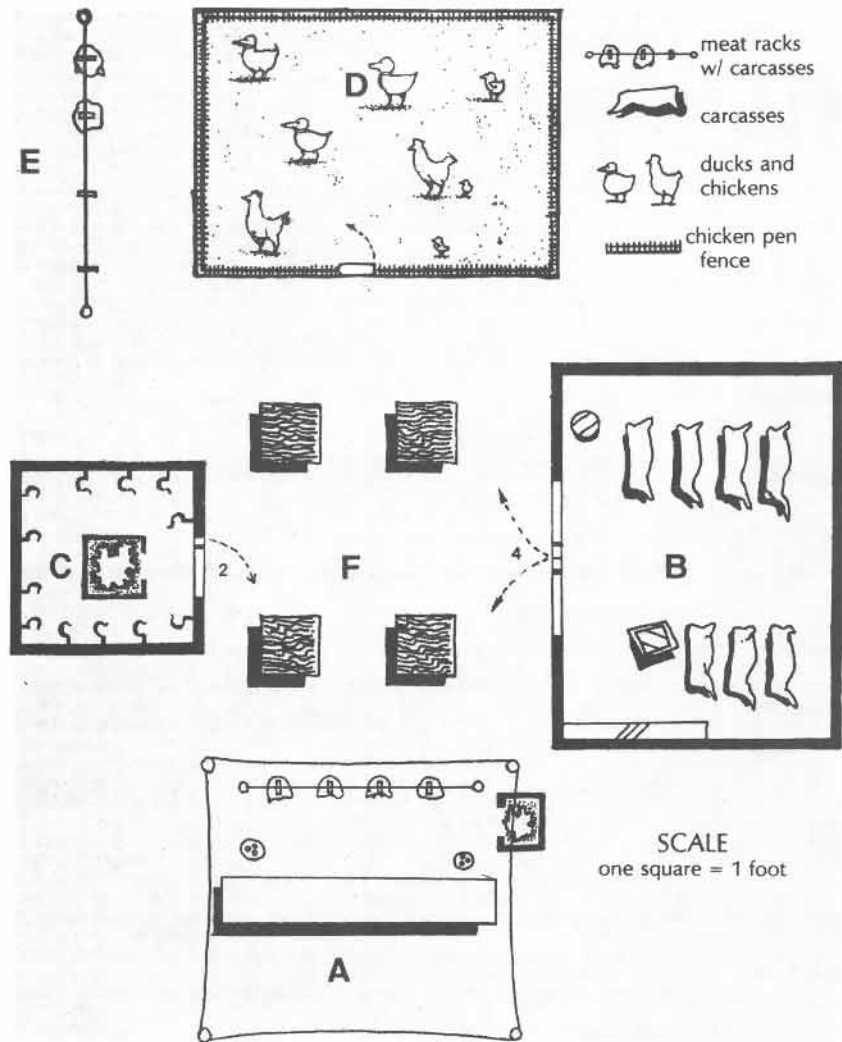 meat racks
w/ carcasses
D
carcasses
E
ducks and
chickens
chicken pen
fence
C
2
F
4
B
A
SCALE
one square = 1 foot